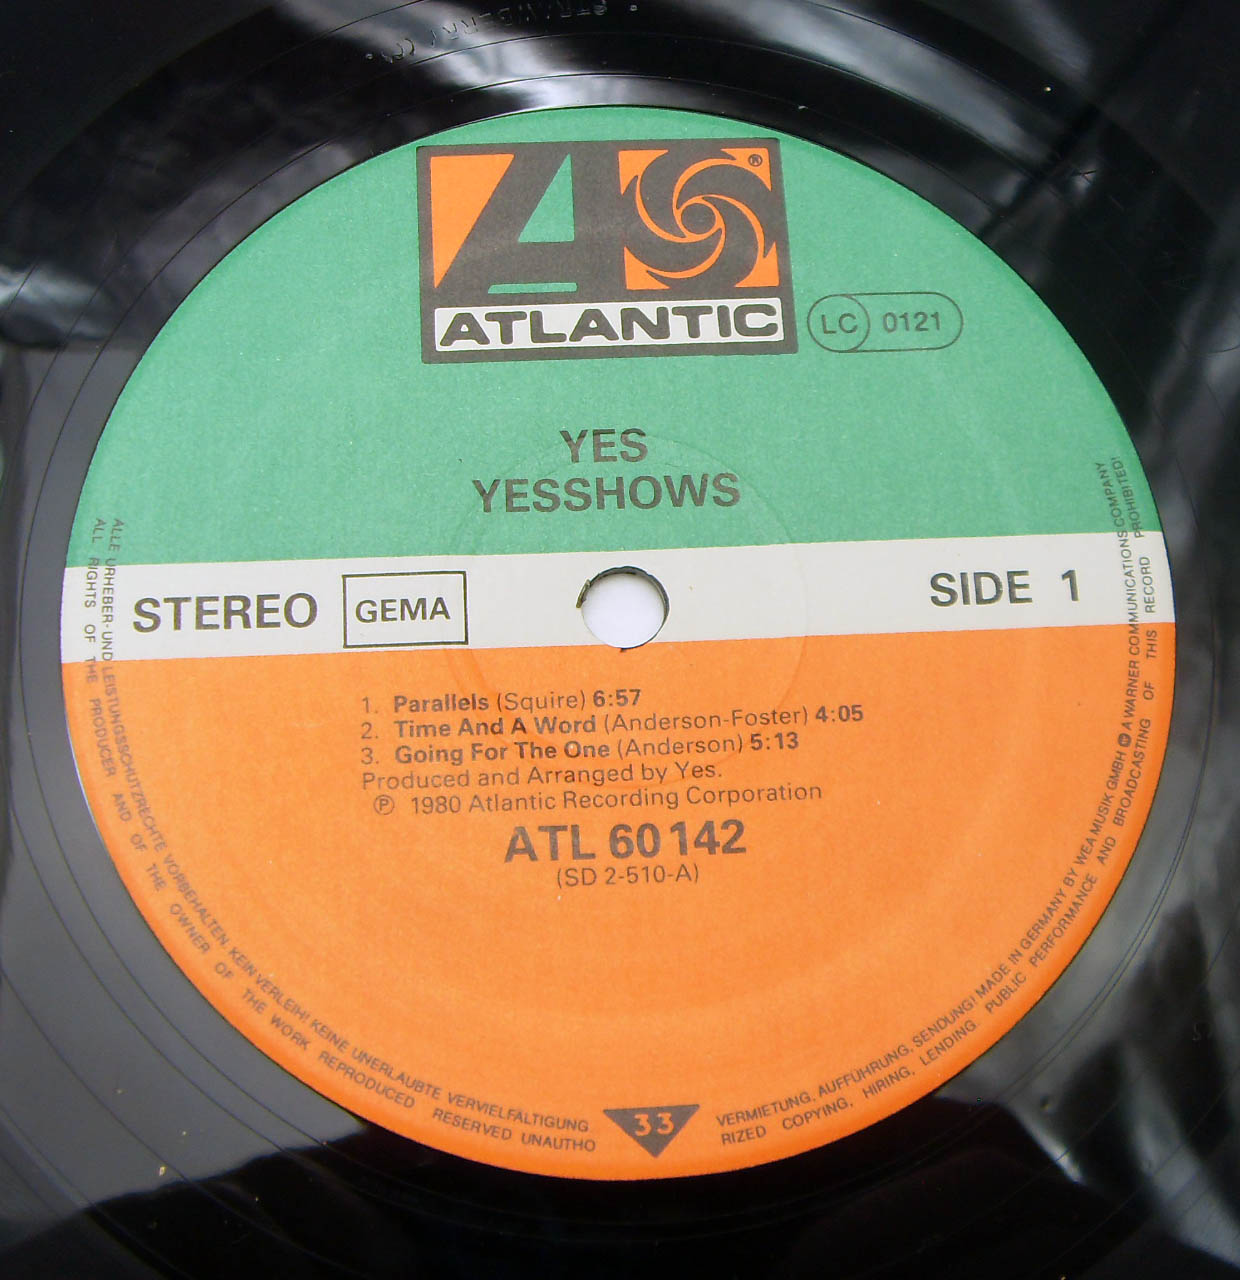 ATLANTIC ®
LC 0121
YES
YESSHOWS
STEREO GEMA
SIDE 1
1. Parallels (Squire) 6:57
2. Time And A Word (Anderson-Foster) 4:05
3. Going For The One (Anderson) 5:13
Produced and Arranged by Yes.
℗ 1980 Atlantic Recording Corporation
ATL 60 142
(SD 2-510-A)
33
ALLE URHEBER- UND LEISTUNGSSCHUTZRECHTE VORBEHALTEN. KEIN VERLEIH! KEINE UNERLAUBTE VERVIELFÄLTIGUNG
VERMIETUNG, AUFFÜHRUNG, SENDUNG! MADE IN GERMANY BY WEA MUSIK GMBH A WARNER COMMUNICATIONS COMPANY
ALL RIGHTS OF THE PRODUCER AND OF THE OWNER OF THE WORK REPRODUCED RESERVED UNAUTHO
RIZED COPYING, HIRING, LENDING, PUBLIC PERFORMANCE AND BROADCASTING OF THIS RECORD PROHIBITED!